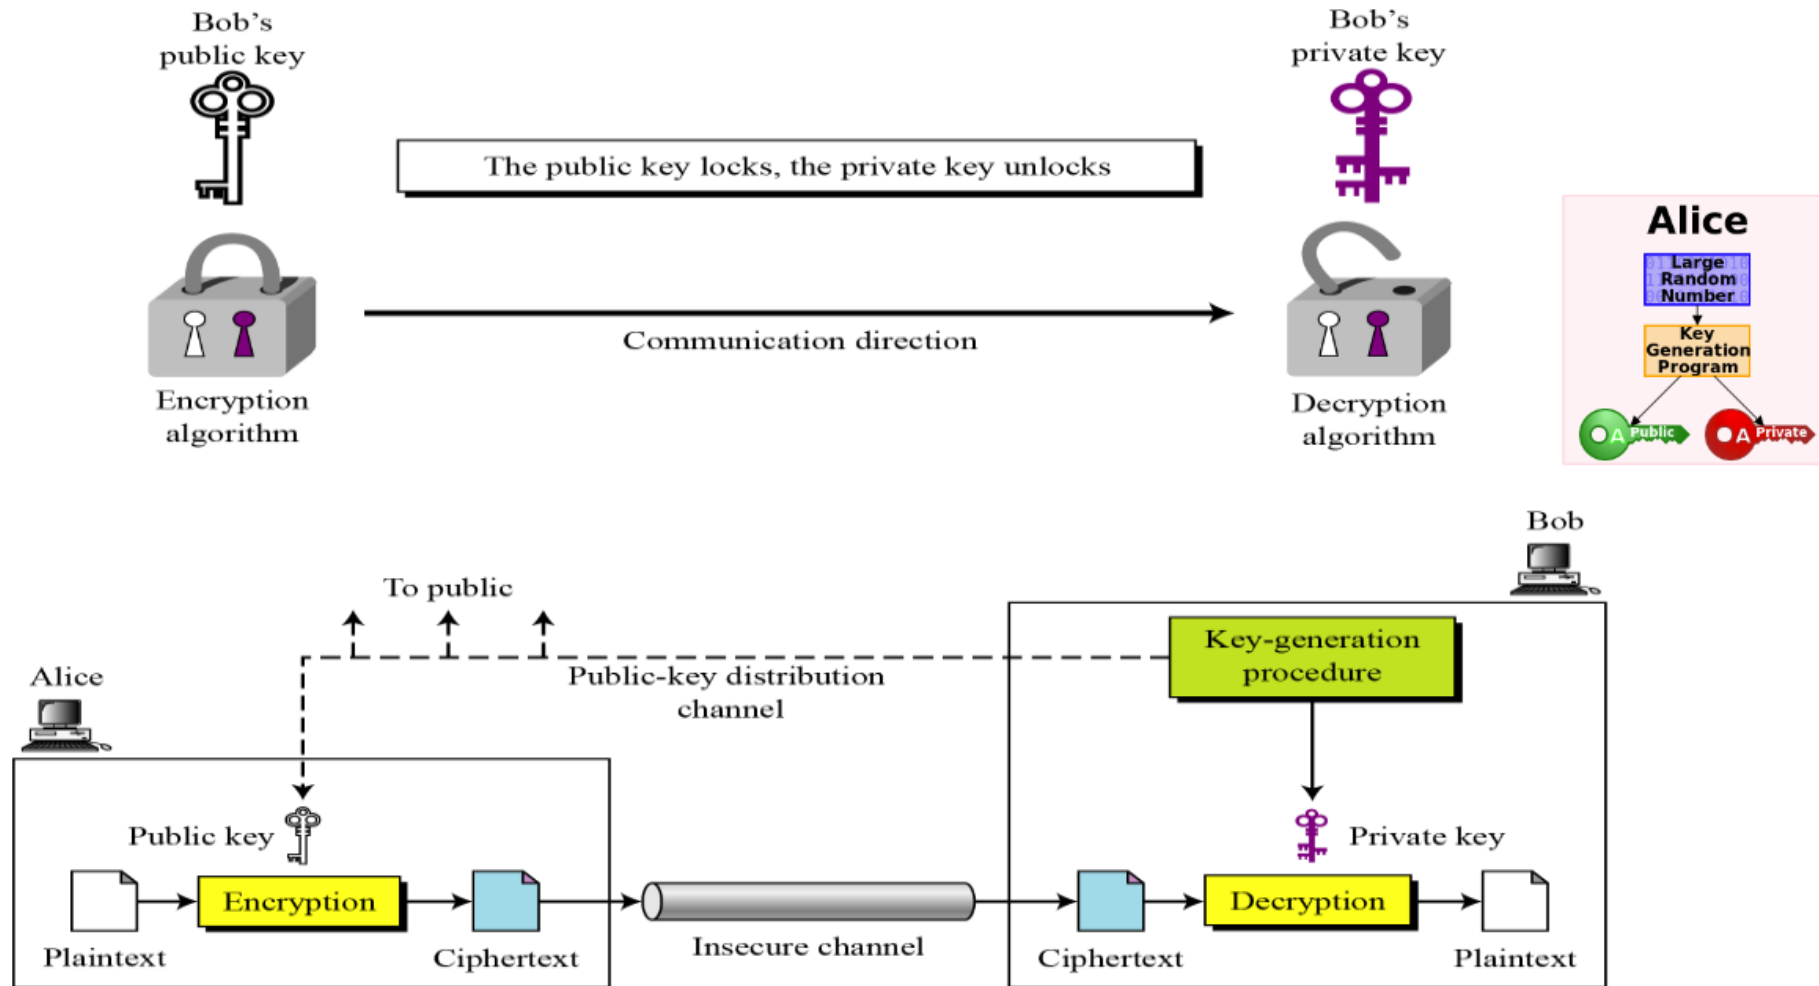 Bob's
public key
Bob's
private key
The public key locks, the private key unlocks
Communication direction
Encryption
algorithm
Decryption
algorithm
Alice
Large
Random
Number
Key
Generation
Program
A Public
A Private
Bob
To public
Key-generation
procedure
Public-key distribution
channel
Alice
Public key
Private key
Encryption
Decryption
Plaintext
Ciphertext
Insecure channel
Ciphertext
Plaintext